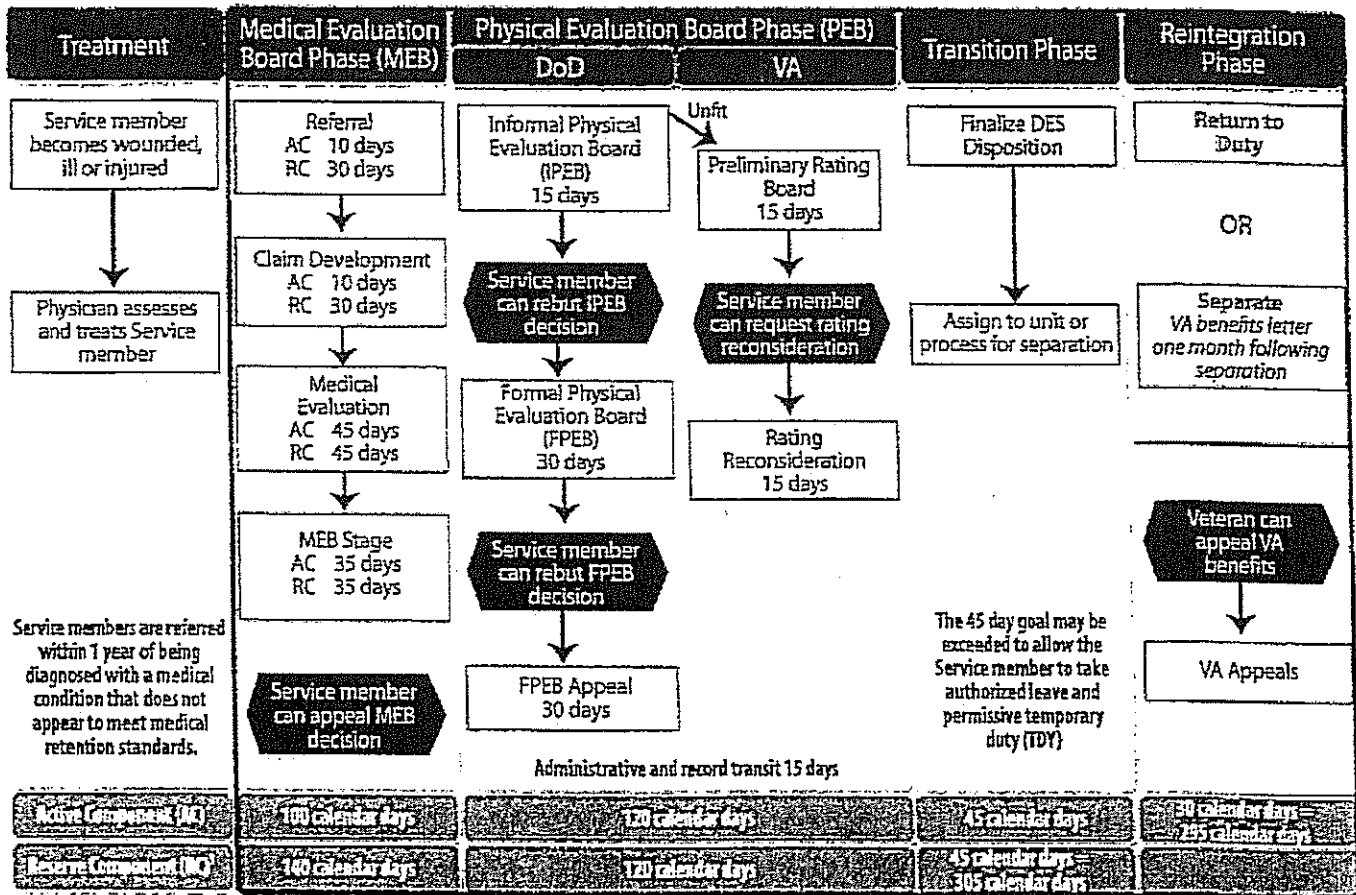 Treatment
Service member
becomes wounded,
ill or injured
Physician assesses
and treats Service
member
Service members are referred
within 1 year of being
diagnosed with a medical
condition that does not
appear to meet medical
retention standards.
Medical Evaluation
Board Phase (MEB)
Referral
AC 10 days
RC 30 days
Claim Development
AC 10 days
RC 30 days
Medical
Evaluation
AC 45 days
RC 45 days
MEB Stage
AC 35 days
RC 35 days
Service member
can appeal MEB
decision
Physical Evaluation Board Phase (PEB)
DoD
VA
Informal Physical
Evaluation Board
(IPEB)
15 days
Unfit
Service member
can rebut IPEB
decision
Formal Physical
Evaluation Board
(FPEB)
30 days
Service member
can rebut FPEB
decision
FPEB Appeal
30 days
Preliminary Rating
Board
15 days
Service member
can request rating
reconsideration
Rating
Reconsideration
15 days
Administrative and record transit 15 days
Transition Phase
Finalize DES
Disposition
Assign to unit or
process for separation
The 45 day goal may be
exceeded to allow the
Service member to take
authorized leave and
permissive temporary
duty (TDY)
Reintegration
Phase
Return to
Duty
OR
Separate
VA benefits letter
one month following
separation
Veteran can
appeal VA
benefits
VA Appeals
Active Component (AC)
100 calendar days
120 calendar days
45 calendar days
30 calendar days =
295 calendar days
Reserve Component (RC)
140 calendar days
120 calendar days
45 calendar days =
305 calendar days